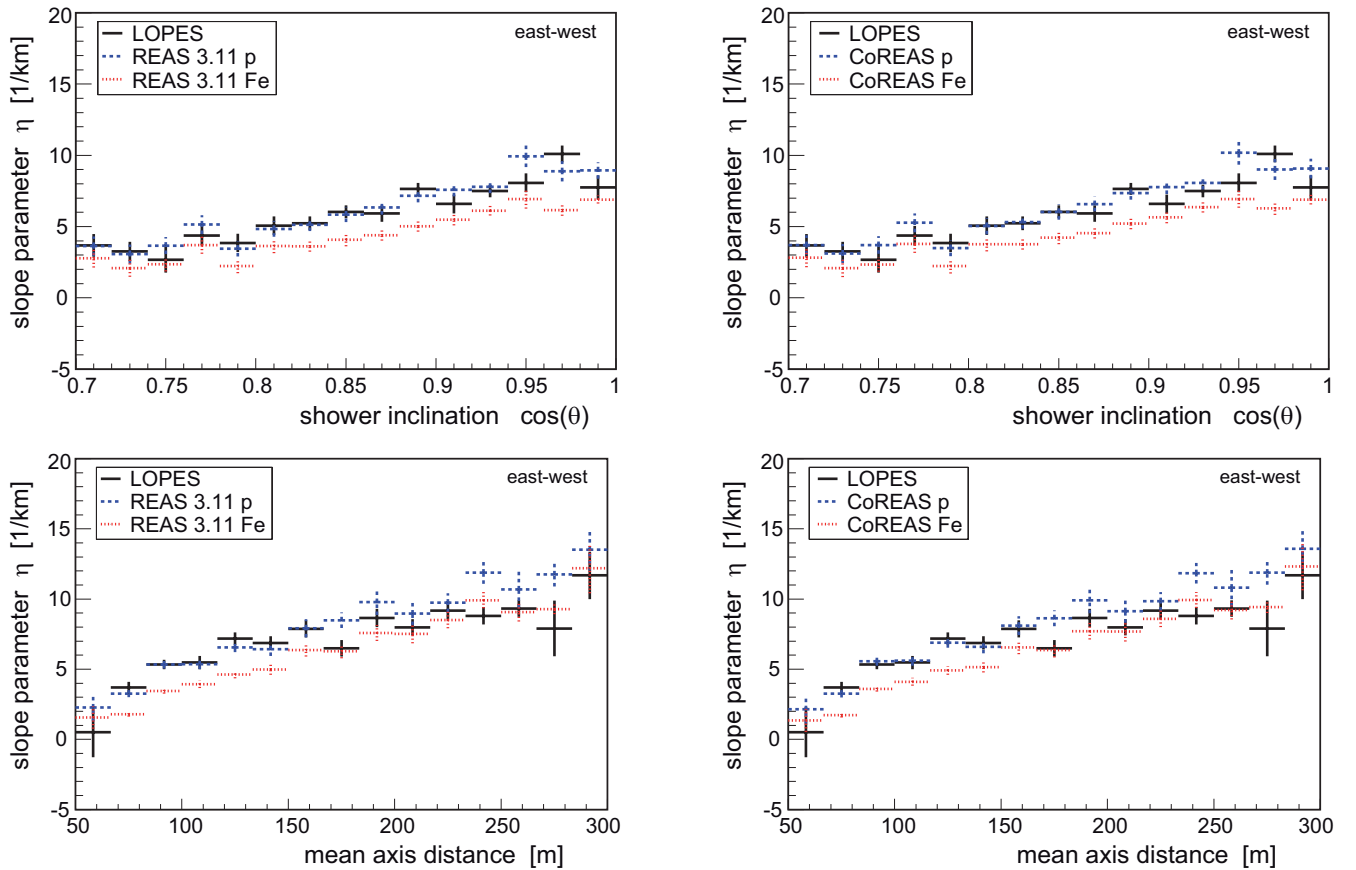 20
15
10
5
0
-5
slope parameter η [1/km]
LOPES
REAS 3.11 p
REAS 3.11 Fe
east-west
0.7 0.75 0.8 0.85 0.9 0.95 1
shower inclination cos(θ)
20
15
10
5
0
-5
slope parameter η [1/km]
LOPES
CoREAS p
CoREAS Fe
east-west
0.7 0.75 0.8 0.85 0.9 0.95 1
shower inclination cos(θ)
20
15
10
5
0
-5
slope parameter η [1/km]
LOPES
REAS 3.11 p
REAS 3.11 Fe
east-west
50 100 150 200 250 300
mean axis distance [m]
20
15
10
5
0
-5
slope parameter η [1/km]
LOPES
CoREAS p
CoREAS Fe
east-west
50 100 150 200 250 300
mean axis distance [m]